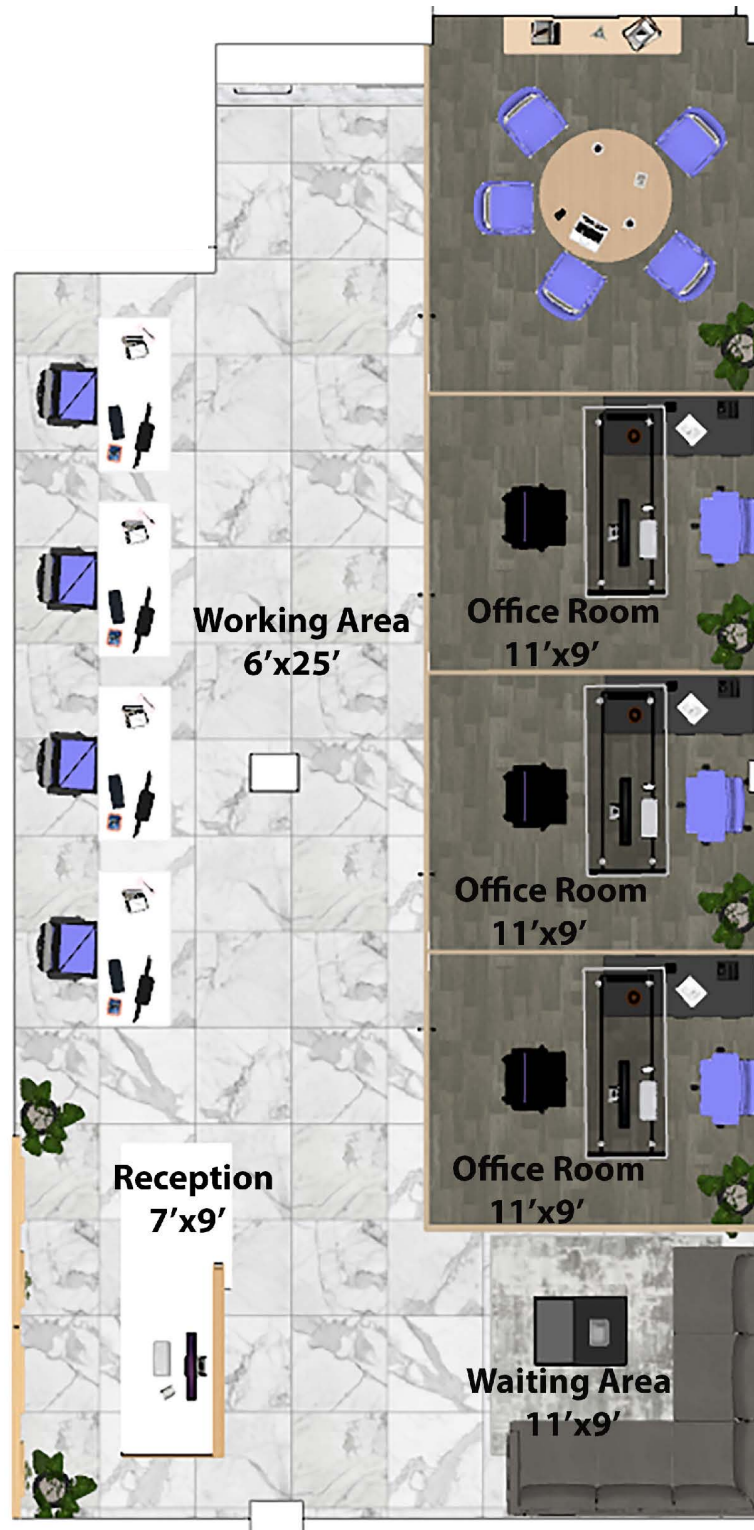 Working Area
6’x25’
Office Room
11’x9’
Office Room
11’x9’
Office Room
11’x9’
Reception
7’x9’
Waiting Area
11’x9’